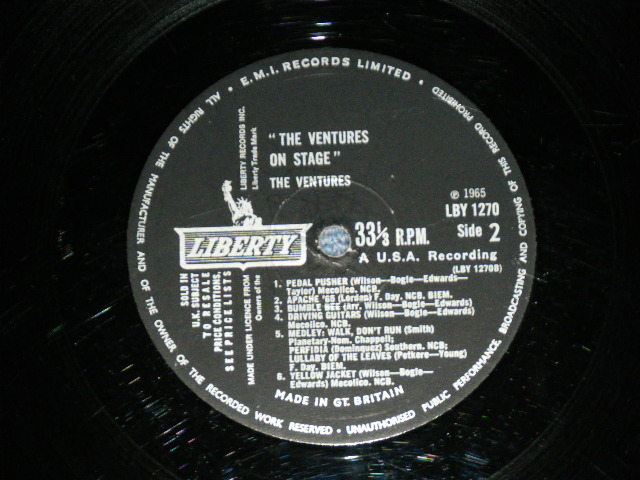 E.M.I. RECORDS LIMITED •
ALL RIGHTS OF THE MANUFACTURER AND OF THE OWNER OF THE RECORDED WORK RESERVED • UNAUTHORISED PUBLIC PERFORMANCE, BROADCASTING AND COPYING OF THIS RECORD PROHIBITED
LIBERTY RECORDS INC.
Liberty Trade Mark
"THE VENTURES
ON STAGE"
THE VENTURES
℗ 1965
LBY 1270
Side 2
LIBERTY
33⅓ R.P.M.
A U.S.A. Recording
(LBY 1270B)
SOLD IN
U.K. SUBJECT
TO RESALE
PRICE CONDITIONS,
SEE PRICE LISTS
MADE UNDER LICENCE FROM
Owners of the
1. PEDAL PUSHER (Wilson—Bogle—Edwards—
Taylor) Mecolico. NCB.
2. APACHE '65 (Lordan) F. Day. NCB, BIEM.
3. BUMBLE BEE (Arr. Wilson—Bogle—Edwards)
4. DRIVING GUITARS (Wilson—Bogle—Edwards)
Mecolico. NCB.
5. MEDLEY: WALK, DON'T RUN (Smith)
Planetary-Nom. Chappell;
PERFIDIA (Dominquez) Southern. NCB;
LULLABY OF THE LEAVES (Petkere—Young)
F. Day. BIEM.
6. YELLOW JACKET (Wilson—Bogle—
Edwards) Mecolico. NCB.
MADE IN GT. BRITAIN